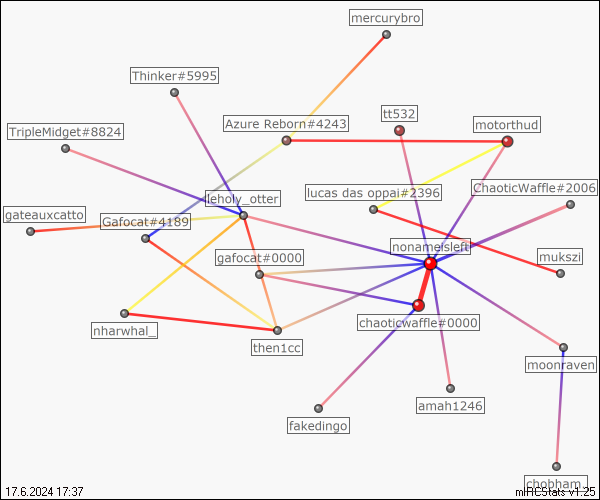 mercurybro
Thinker#5995
tt532
Azure Reborn#4243
motorthud
TripleMidget#8824
ChaoticWaffle#2006
lucas das oppai#2396
leholy_otter
gateauxcatto
Gafocat#4189
nonameisleft
gafocat#0000
mukszi
chaoticwaffle#0000
nharwhal_
then1cc
moonraven
amah1246
fakedingo
chobham_
17.6.2024 17:37
mIRCStats v1.25